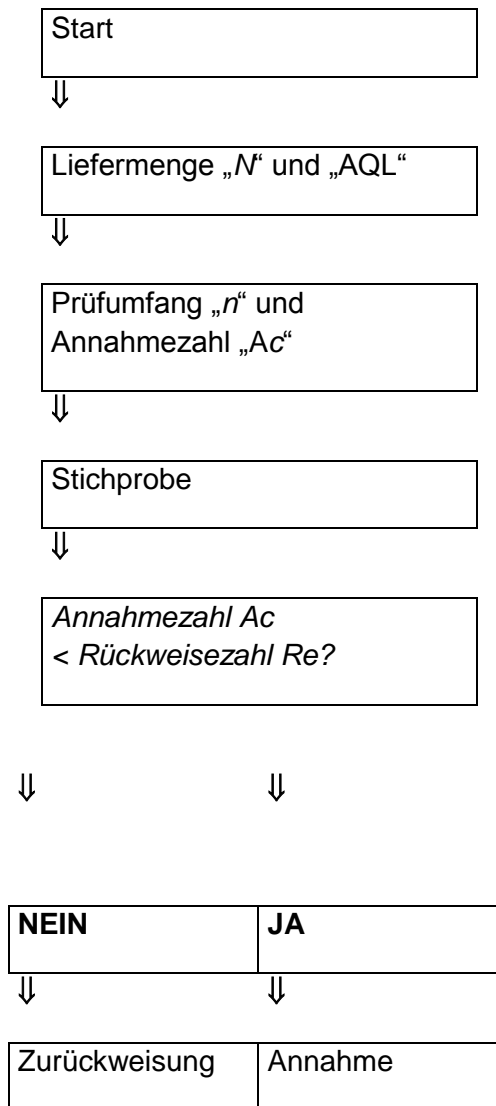 Start
⇓
Liefermenge „N“ und „AQL“
⇓
Prüfumfang „n“ und
Annahmezahl „Ac“
⇓
Stichprobe
⇓
Annahmezahl Ac
< Rückweisezahl Re?
⇓ ⇓
NEIN JA
⇓ ⇓
Zurückweisung Annahme